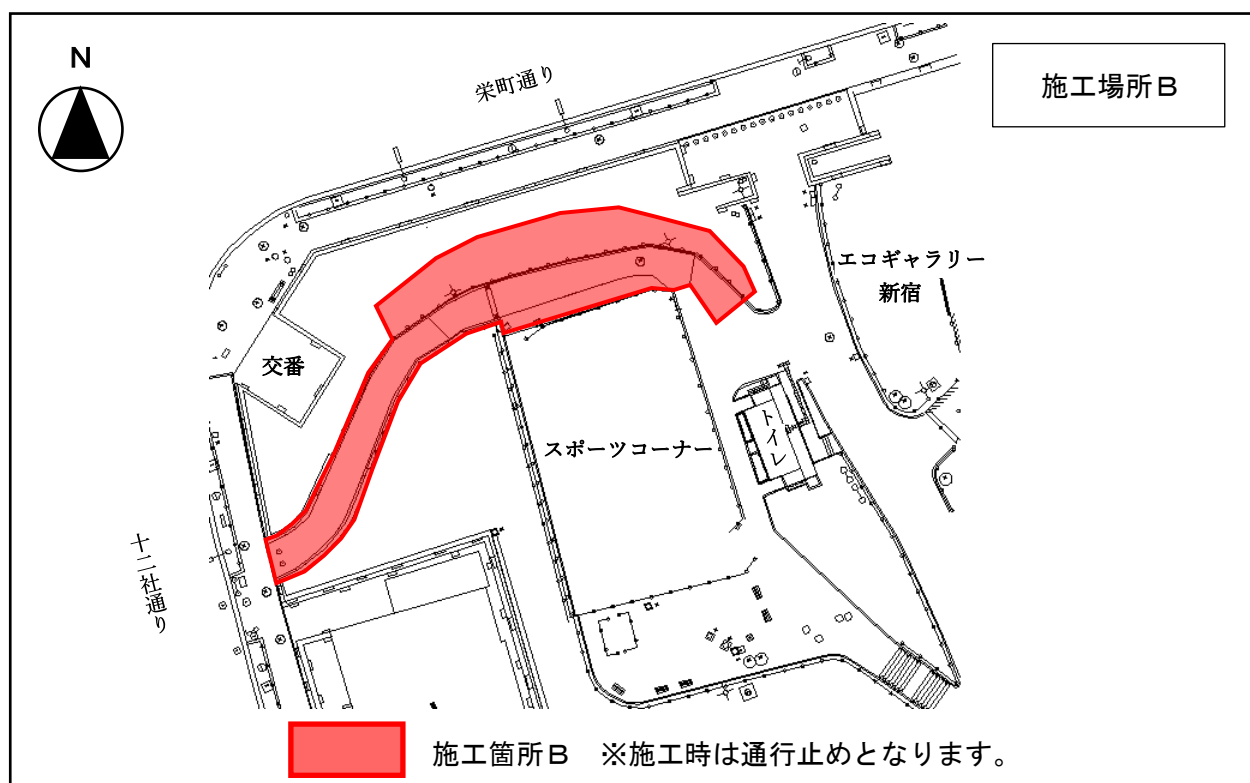 N
栄町通り
施工場所B
エコギャラリー
新宿
交番
スポーツコーナー
トイレ
十二社通り
施工箇所B ※施工時は通行止めとなります。